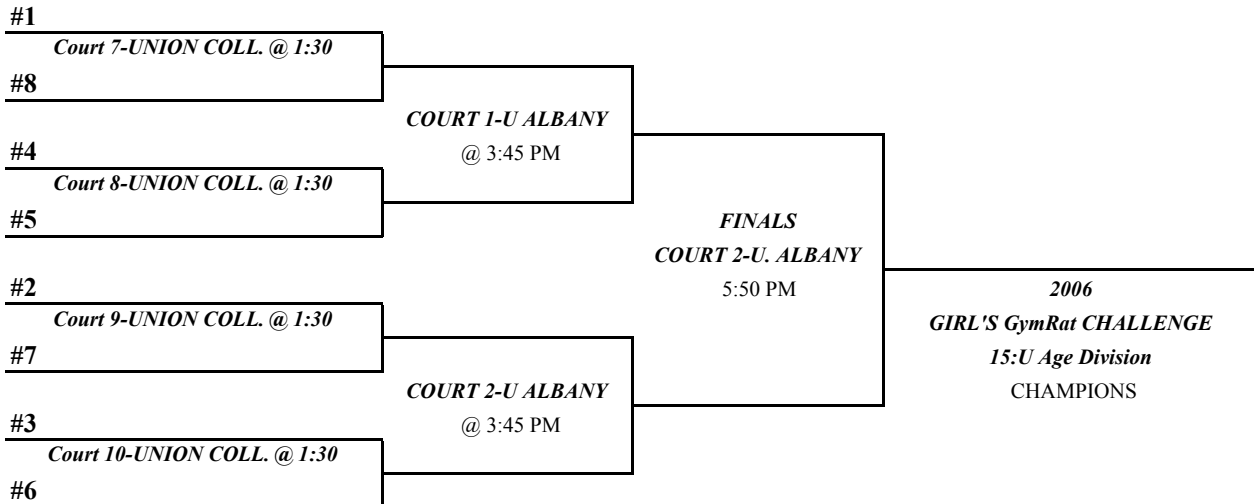 #1
Court 7-UNION COLL. @ 1:30
#8
COURT 1-U ALBANY
@ 3:45 PM
#4
Court 8-UNION COLL. @ 1:30
#5
FINALS
COURT 2-U. ALBANY
5:50 PM
#2
Court 9-UNION COLL. @ 1:30
#7
2006
GIRL'S GymRat CHALLENGE
15:U Age Division
CHAMPIONS
COURT 2-U ALBANY
@ 3:45 PM
#3
Court 10-UNION COLL. @ 1:30
#6